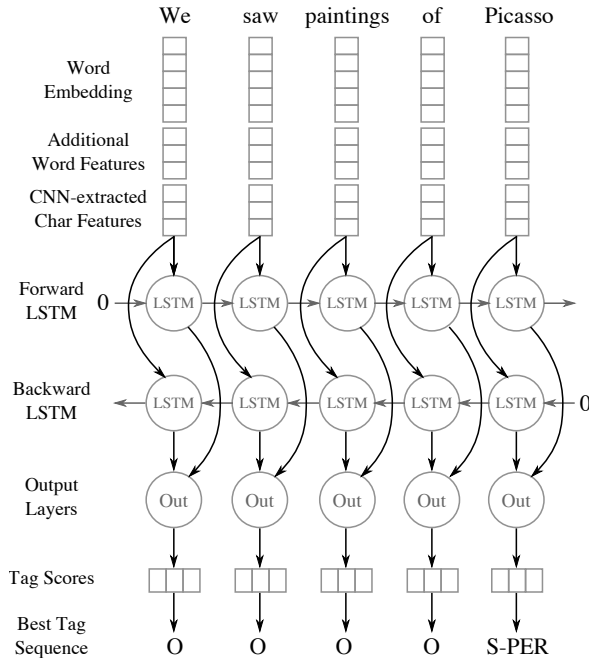 We saw paintings of Picasso
Word
Embedding
Additional
Word Features
CNN-extracted
Char Features
Forward
LSTM
0 LSTM LSTM LSTM LSTM LSTM
Backward
LSTM
LSTM LSTM LSTM LSTM LSTM 0
Output
Layers
Out Out Out Out Out
Tag Scores
Best Tag
Sequence
O O O O S-PER